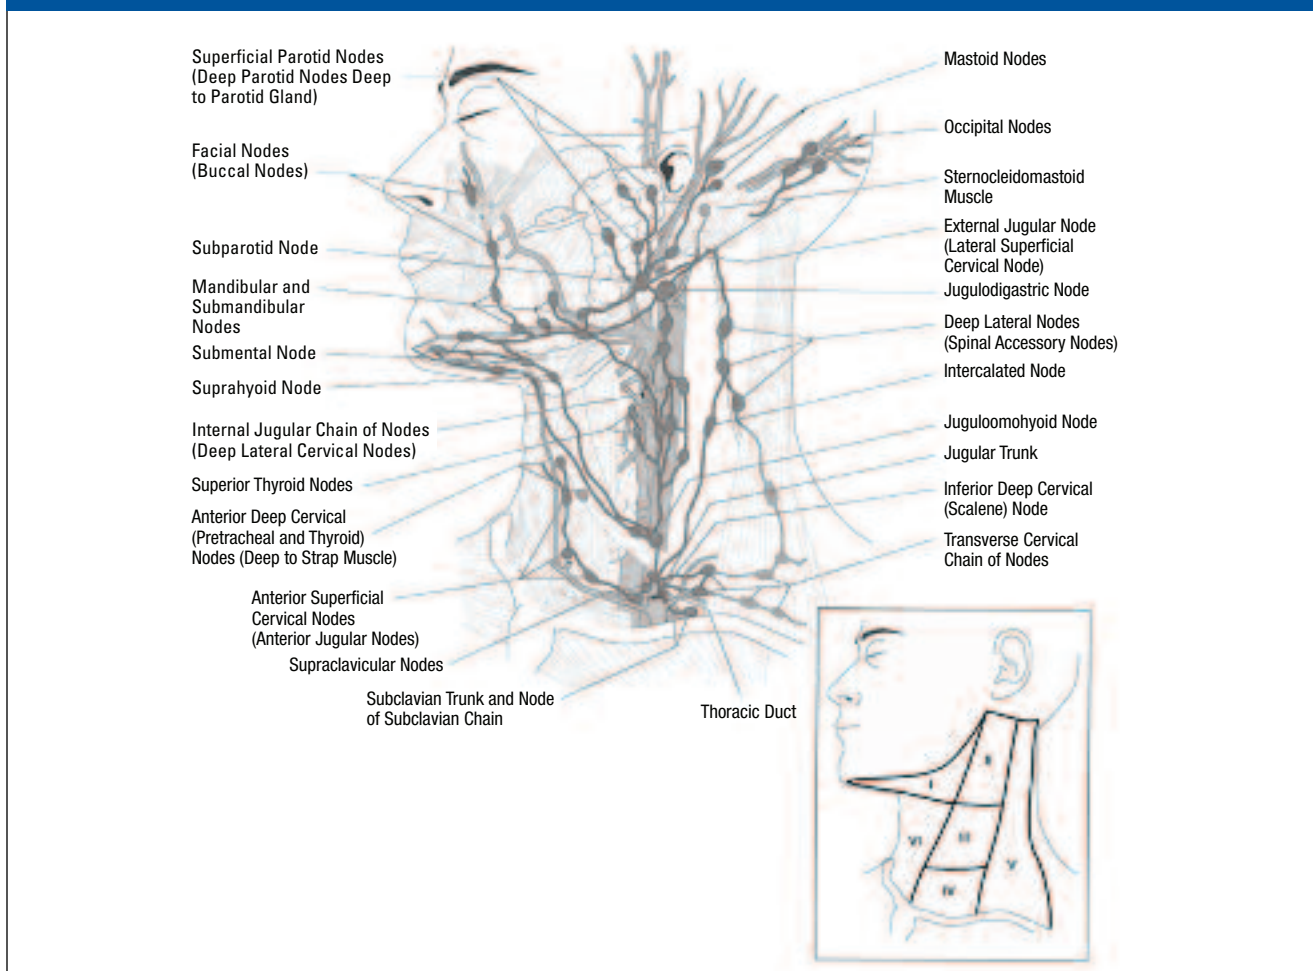 Superficial Parotid Nodes
(Deep Parotid Nodes Deep
to Parotid Gland)
Facial Nodes
(Buccal Nodes)
Subparotid Node
Mandibular and
Submandibular
Nodes
Submental Node
Suprahyoid Node
Internal Jugular Chain of Nodes
(Deep Lateral Cervical Nodes)
Superior Thyroid Nodes
Anterior Deep Cervical
(Pretracheal and Thyroid)
Nodes (Deep to Strap Muscle)
Anterior Superficial
Cervical Nodes
(Anterior Jugular Nodes)
Supraclavicular Nodes
Subclavian Trunk and Node
of Subclavian Chain
Thoracic Duct
Mastoid Nodes
Occipital Nodes
Sternocleidomastoid
Muscle
External Jugular Node
(Lateral Superficial
Cervical Node)
Jugulodigastric Node
Deep Lateral Nodes
(Spinal Accessory Nodes)
Intercalated Node
Juguloomohyoid Node
Jugular Trunk
Inferior Deep Cervical
(Scalene) Node
Transverse Cervical
Chain of Nodes
II
I
VI
III
V
IV